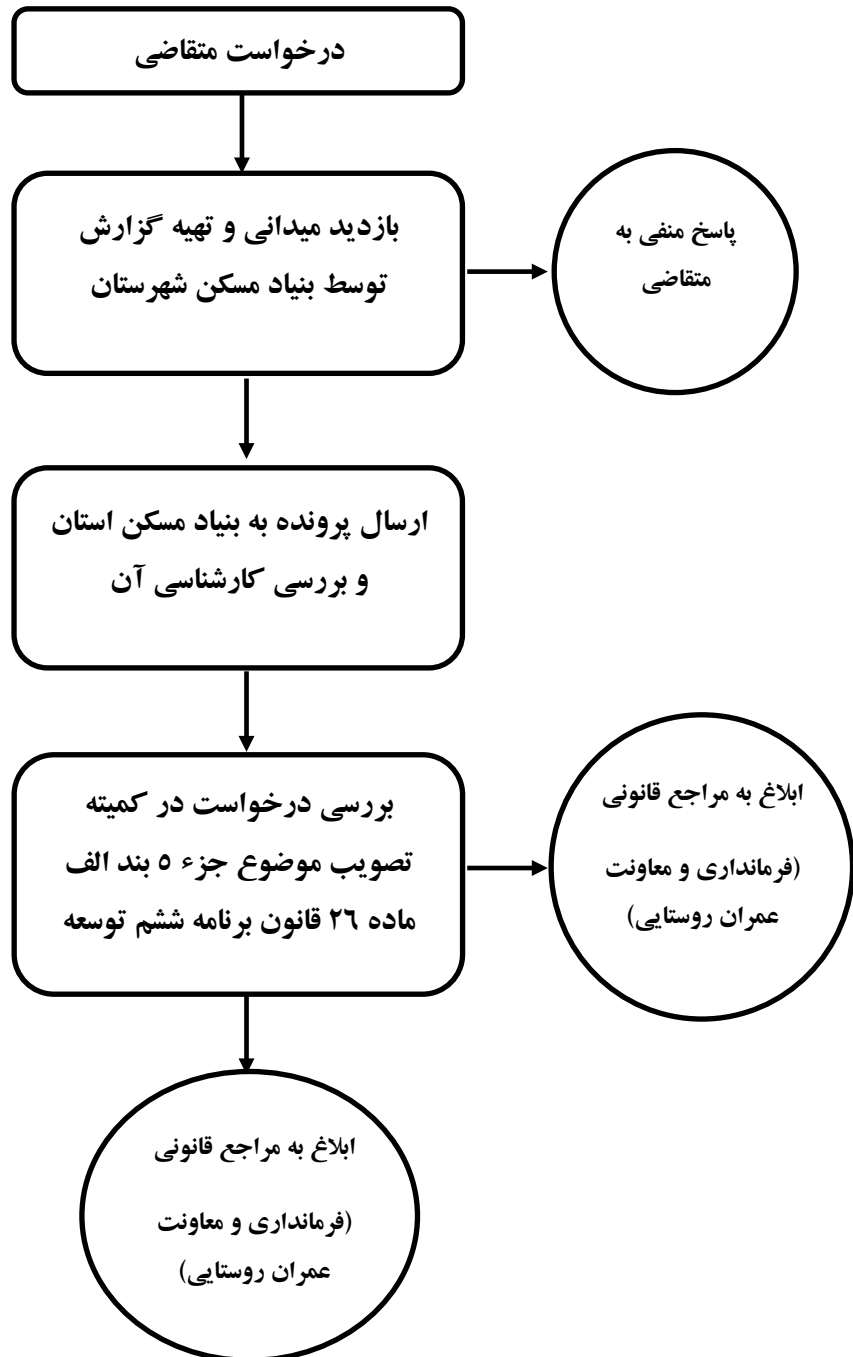 درخواست متقاضی
بازدید میدانی و تهیه گزارش
توسط بنیاد مسکن شهرستان
پاسخ منفی به
متقاضی
ارسال پرونده به بنیاد مسکن استان
و بررسی کارشناسی آن
بررسی درخواست در کمیته
تصویب موضوع جزء ٥ بند الف
ماده ٢٦ قانون برنامه ششم توسعه
ابلاغ به مراجع قانونی
(فرمانداری و معاونت
عمران روستایی)
ابلاغ به مراجع قانونی
(فرمانداری و معاونت
عمران روستایی)